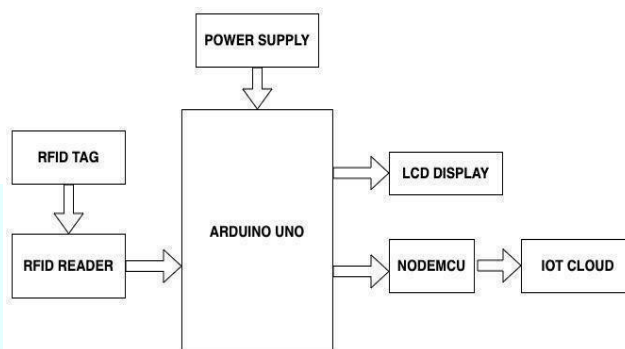 POWER SUPPLY
RFID TAG
LCD DISPLAY
ARDUINO UNO
RFID READER
NODEMCU
IOT CLOUD